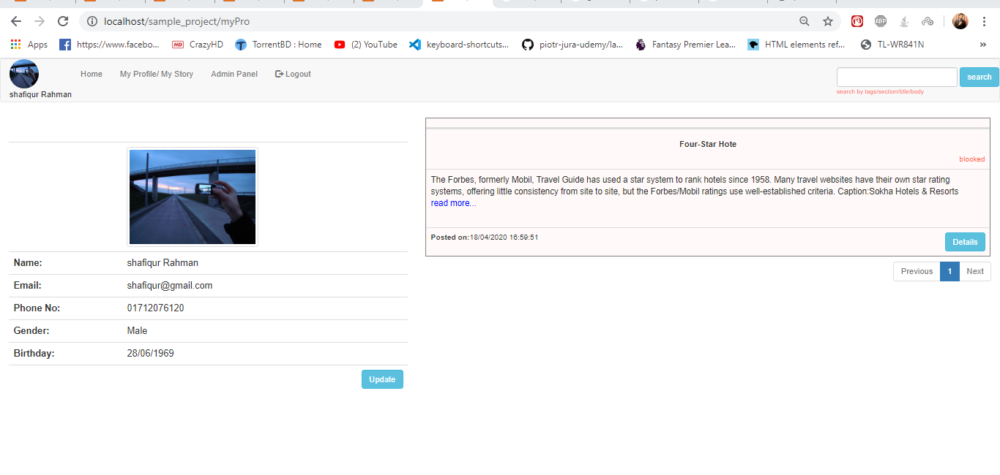 localhost/sample_project/myPro
Apps
https://www.facebo...
CrazyHD
TorrentBD : Home
(2) YouTube
keyboard-shortcuts...
piotr-jura-udemy/la...
Fantasy Premier Lea...
HTML elements ref...
TL-WR841N
»
ABP
HD
shafiqur Rahman
Home
My Profile/ My Story
Admin Panel
Logout
search
search by tags/section/title/body
Name: shafiqur Rahman
Email: shafiqur@gmail.com
Phone No: 01712076120
Gender: Male
Birthday: 28/06/1969
Update
Four-Star Hote
blocked
The Forbes, formerly Mobil, Travel Guide has used a star system to rank hotels since 1958. Many travel websites have their own star rating
systems, offering little consistency from site to site, but the Forbes/Mobil ratings use well-established criteria. Caption:Sokha Hotels & Resorts
read more...
Posted on:18/04/2020 16:59:51
Details
Previous 1 Next